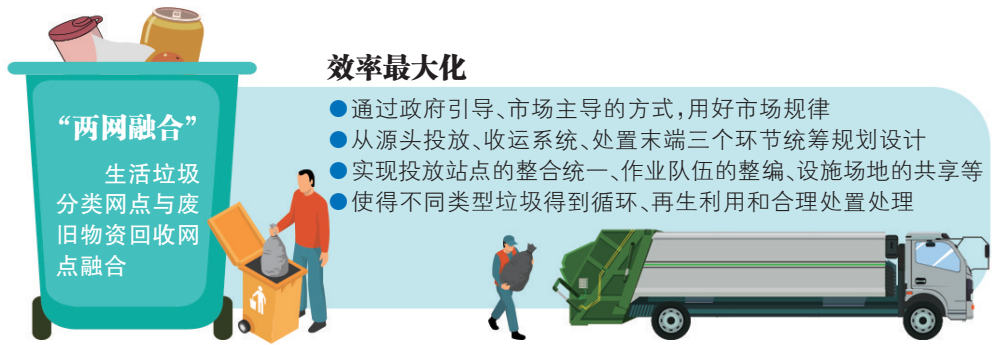 “两网融合”
生活垃圾
分类网点与废
旧物资回收网
点融合
效率最大化
●通过政府引导、市场主导的方式,用好市场规律
●从源头投放、收运系统、处置末端三个环节统筹规划设计
●实现投放站点的整合统一、作业队伍的整编、设施场地的共享等
●使得不同类型垃圾得到循环、再生利用和合理处置处理